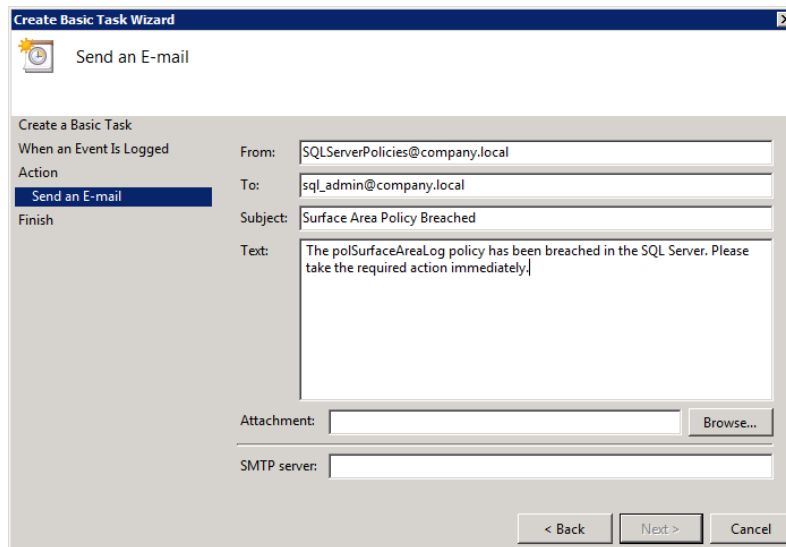 Create Basic Task Wizard
Send an E-mail
Create a Basic Task
When an Event Is Logged
Action
Send an E-mail
Finish
From: SQLServerPolicies@company.local
To: sql_admin@company.local
Subject: Surface Area Policy Breached
Text: The polSurfaceAreaLog policy has been breached in the SQL Server. Please
take the required action immediately.
Attachment: Browse...
SMTP server:
< Back Next > Cancel